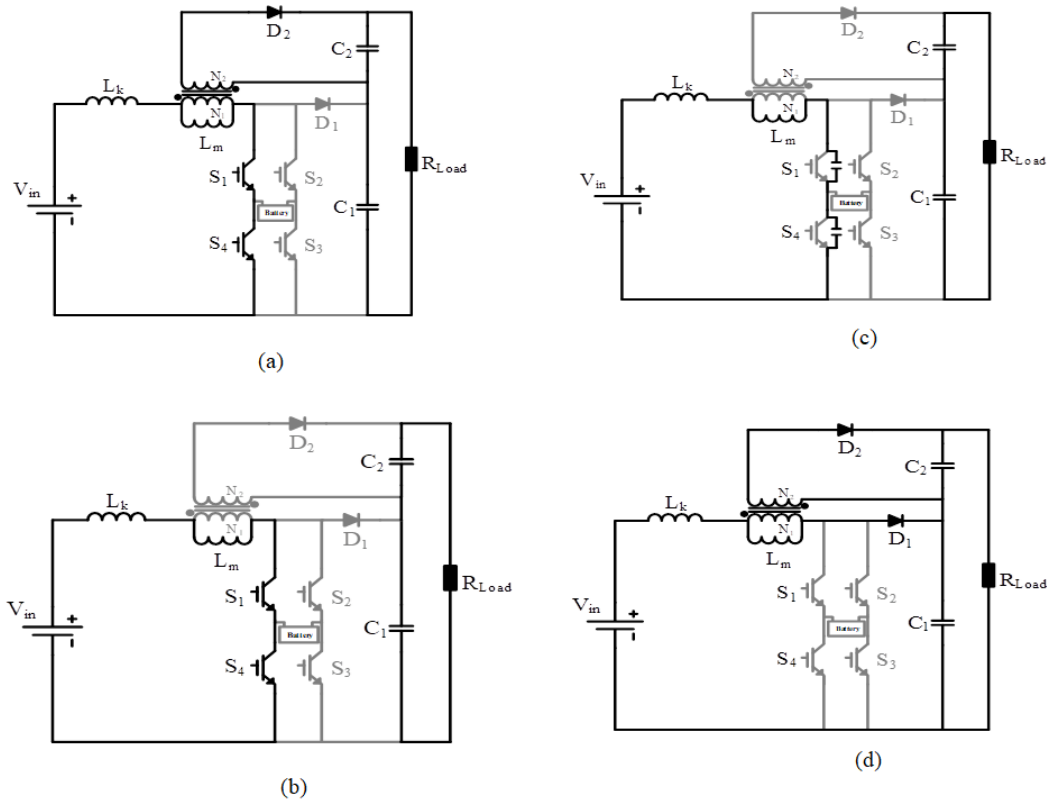 D2
C2
N2
Lk
N1
D1
Lm
RLoad
S1
S2
Vin
+
-
Battery
C1
S4
S3
(a)
D2
C2
N2
Lk
N1
D1
Lm
RLoad
S1
S2
Vin
+
-
Battery
C1
S4
S3
(c)
D2
C2
N2
Lk
N1
D1
Lm
RLoad
S1
S2
Vin
+
-
Battery
C1
S4
S3
(b)
D2
C2
N2
Lk
N1
D1
Lm
RLoad
S1
S2
Vin
+
-
Battery
C1
S4
S3
(d)